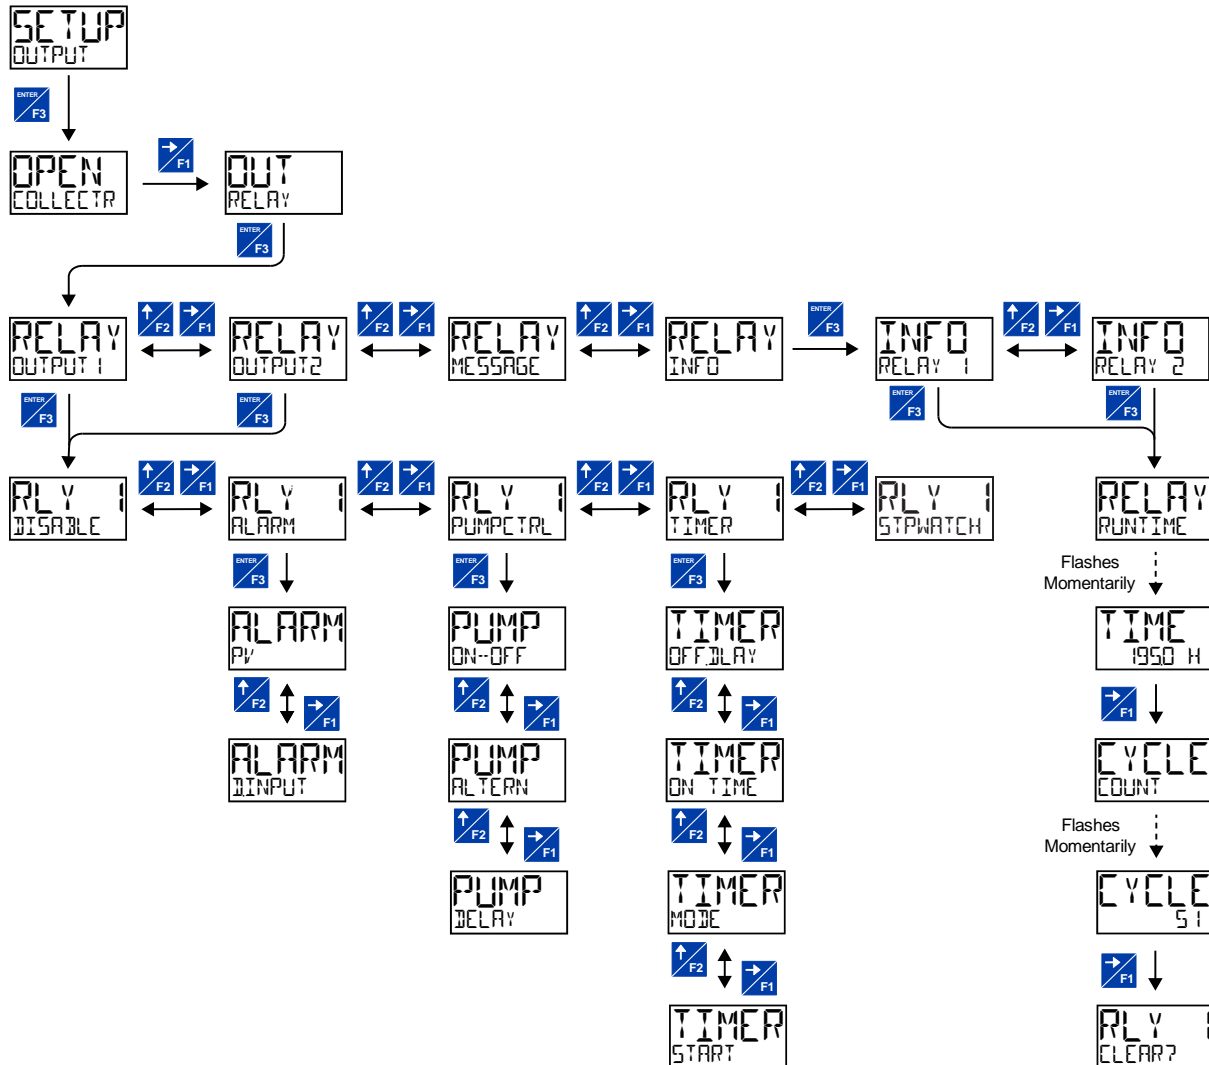 SETUP
OUTPUT
ENTER
F3
OPEN
COLLECTR
F1
OUT
RELAY
ENTER
F3
RELAY
OUTPUT1
F2
F1
RELAY
OUTPUT2
F2
F1
RELAY
MESSAGE
F2
F1
RELAY
INFO
ENTER
F3
INFO
RELAY 1
F2
F1
INFO
RELAY 2
ENTER
F3
ENTER
F3
ENTER
F3
ENTER
F3
RLY 1
DISABLE
F2
F1
RLY 1
ALARM
F2
F1
RLY 1
PUMPCTRL
F2
F1
RLY 1
TIMER
F2
F1
RLY 1
STPWATCH
RELAY
RUNTIME
ENTER
F3
ENTER
F3
ENTER
F3
Flashes
Momentarily
ALARM
PV
PUMP
ON--OFF
TIMER
OFF.DLAY
TIME
195.0 H
F2
F1
F2
F1
F2
F1
F1
ALARM
D.INPUT
PUMP
ALTERN
TIMER
ON TIME
CYCLE
COUNT
F2
F1
F2
F1
Flashes
Momentarily
PUMP
DELAY
TIMER
MODE
CYCLE
51
F2
F1
F1
TIMER
START
RLY 1
CLEAR?